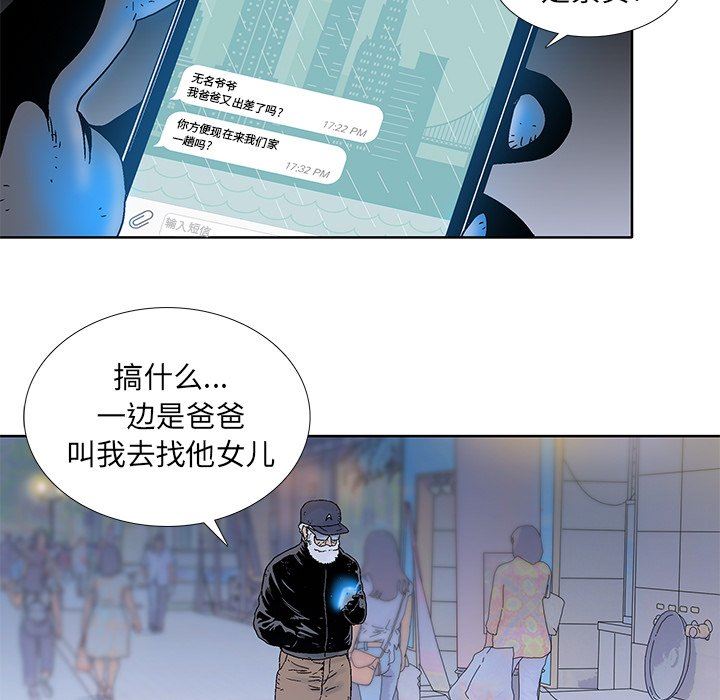 无名爷爷
我爸爸又出差了吗?
17:22 PM
你方便现在来我们家
一趟吗?
17:32 PM
输入短信
搞什么...
一边是爸爸
叫我去找他女儿